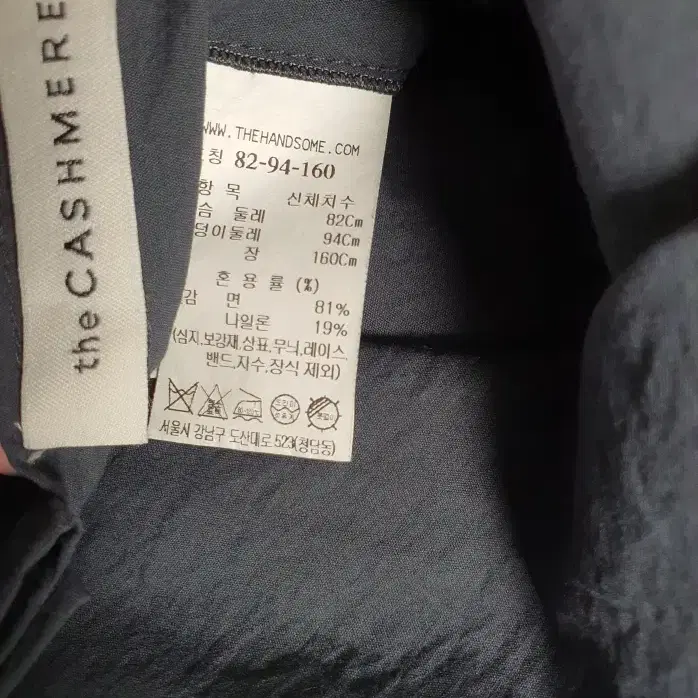 the CASHMERE
WWW.THEHANDSOME.COM
칭 82-94-160
항 목 신체치수
슴 둘레 82Cm
덩이둘레 94Cm
장 160Cm
혼 용 률 (%)
감 면 81%
나일론 19%
(심지,보강재,상표,무늬,레이스,
밴드,자수,장식 제외)
서울시 강남구 도산대로 523(청담동)